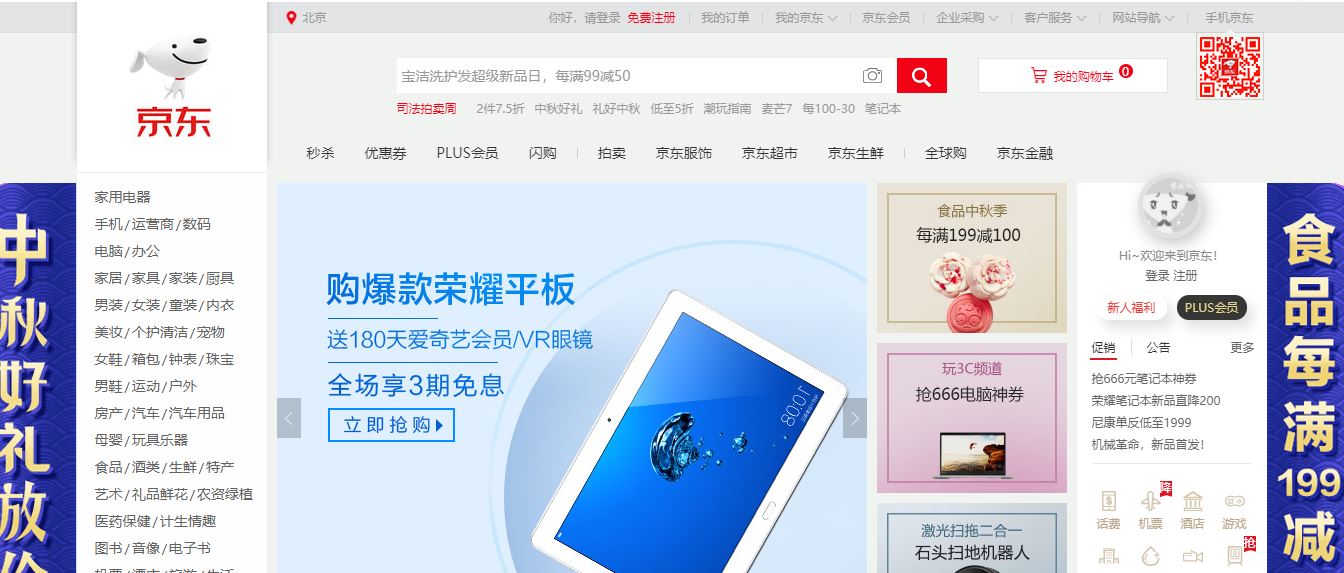 北京
你好，请登录 免费注册 我的订单 我的京东 京东会员 企业采购 客户服务 网站导航 手机京东
京东
宝洁洗护发超级新品日，每满99减50
我的购物车 0
司法拍卖周 2件7.5折 中秋好礼 礼好中秋 低至5折 潮玩指南 麦芒7 每100-30 笔记本
秒杀 优惠券 PLUS会员 闪购 拍卖 京东服饰 京东超市 京东生鲜 全球购 京东金融
中秋好礼放价
家用电器
手机/运营商/数码
电脑/办公
家居/家具/家装/厨具
男装/女装/童装/内衣
美妆/个护清洁/宠物
女鞋/箱包/钟表/珠宝
男鞋/运动/户外
房产/汽车/汽车用品
母婴/玩具乐器
食品/酒类/生鲜/特产
艺术/礼品鲜花/农资绿植
医药保健/计生情趣
图书/音像/电子书
机票/酒店/旅游/生活
购爆款荣耀平板
送180天爱奇艺会员/VR眼镜
全场享3期免息
立即抢购
10:08
食品中秋季
每满199减100
玩3C频道
抢666电脑神券
激光扫拖二合一
石头扫地机器人
Hi~欢迎来到京东!
登录 注册
新人福利 PLUS会员
促销 公告 更多
抢666元笔记本神券
荣耀笔记本新品直降200
尼康单反低至1999
机械革命，新品首发!
降
话费 机票 酒店 游戏
抢
食品每满199减